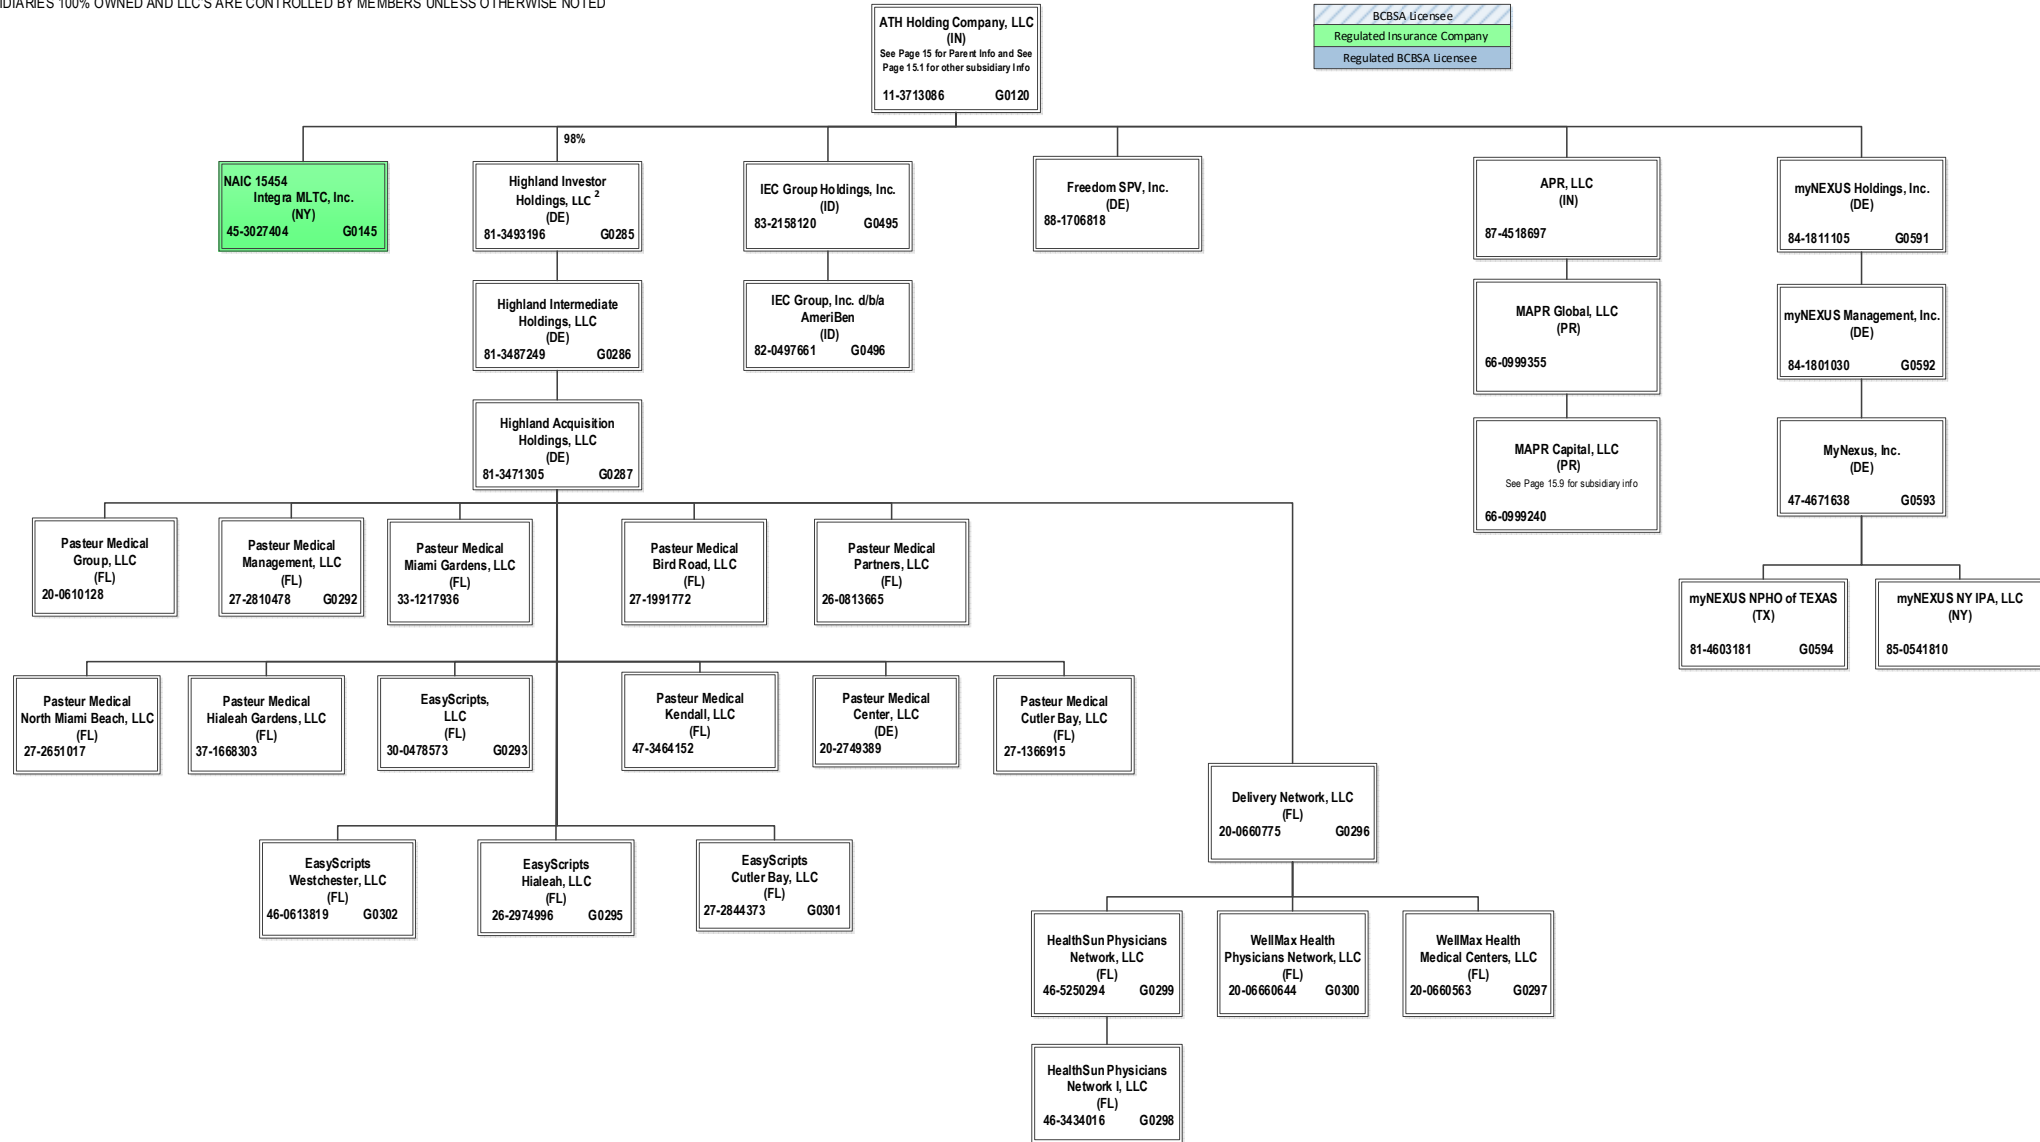 IDIARIES 100% OWNED AND LLC'S ARE CONTROLLED BY MEMBERS UNLESS OTHERWISE NOTED
ATH Holding Company, LLC
(IN)
See Page 15 for Parent Info and See
Page 15.1 for other subsidiary Info
11-3713086 G0120
BCBSA Licensee
Regulated Insurance Company
Regulated BCBSA Licensee
98%
NAIC 15454
Integra MLTC, Inc.
(NY)
45-3027404 G0145
Highland Investor
Holdings, LLC 2
(DE)
81-3493196 G0285
IEC Group Holdings, Inc.
(ID)
83-2158120 G0495
Freedom SPV, Inc.
(DE)
88-1706818
APR, LLC
(IN)
87-4518697
myNEXUS Holdings, Inc.
(DE)
84-1811105 G0591
Highland Intermediate
Holdings, LLC
(DE)
81-3487249 G0286
IEC Group, Inc. d/b/a
AmeriBen
(ID)
82-0497661 G0496
MAPR Global, LLC
(PR)
66-0999355
myNEXUS Management, Inc.
(DE)
84-1801030 G0592
Highland Acquisition
Holdings, LLC
(DE)
81-3471305 G0287
MAPR Capital, LLC
(PR)
See Page 15.9 for subsidiary info
66-0999240
MyNexus, Inc.
(DE)
47-4671638 G0593
Pasteur Medical
Group, LLC
(FL)
20-0610128
Pasteur Medical
Management, LLC
(FL)
27-2810478 G0292
Pasteur Medical
Miami Gardens, LLC
(FL)
33-1217936
Pasteur Medical
Bird Road, LLC
(FL)
27-1991772
Pasteur Medical
Partners, LLC
(FL)
26-0813665
myNEXUS NPHO of TEXAS
(TX)
81-4603181 G0594
myNEXUS NY IPA, LLC
(NY)
85-0541810
Pasteur Medical
North Miami Beach, LLC
(FL)
27-2651017
Pasteur Medical
Hialeah Gardens, LLC
(FL)
37-1668303
EasyScripts,
LLC
(FL)
30-0478573 G0293
Pasteur Medical
Kendall, LLC
(FL)
47-3464152
Pasteur Medical
Center, LLC
(DE)
20-2749389
Pasteur Medical
Cutler Bay, LLC
(FL)
27-1366915
Delivery Network, LLC
(FL)
20-0660775 G0296
EasyScripts
Westchester, LLC
(FL)
46-0613819 G0302
EasyScripts
Hialeah, LLC
(FL)
26-2974996 G0295
EasyScripts
Cutler Bay, LLC
(FL)
27-2844373 G0301
HealthSun Physicians
Network, LLC
(FL)
46-5250294 G0299
WellMax Health
Physicians Network, LLC
(FL)
20-06660644 G0300
WellMax Health
Medical Centers, LLC
(FL)
20-0660563 G0297
HealthSun Physicians
Network I, LLC
(FL)
46-3434016 G0298